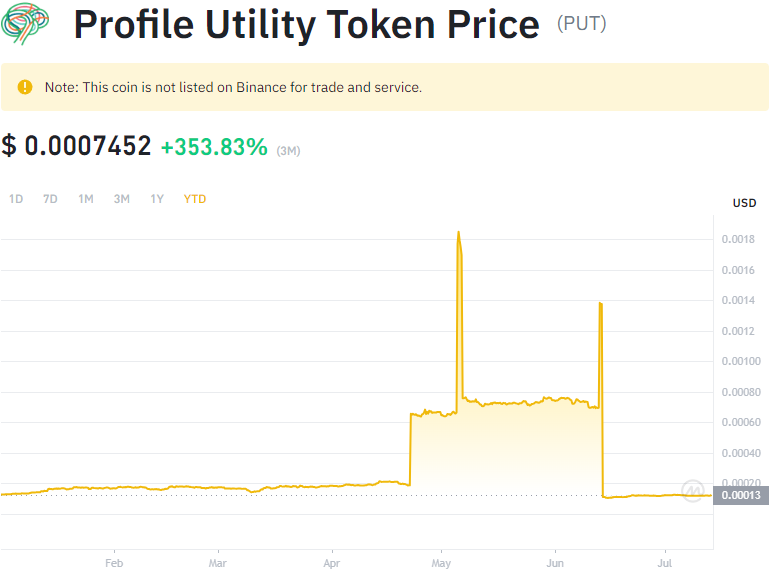 Profile Utility Token Price (PUT)
Note: This coin is not listed on Binance for trade and service.
$ 0.0007452 +353.83% (3M)
1D 7D 1M 3M 1Y YTD
USD
0.0018
0.0016
0.0014
0.0012
0.00100
0.00080
0.00060
0.00040
0.00020
0.00013
Feb Mar Apr May Jun Jul